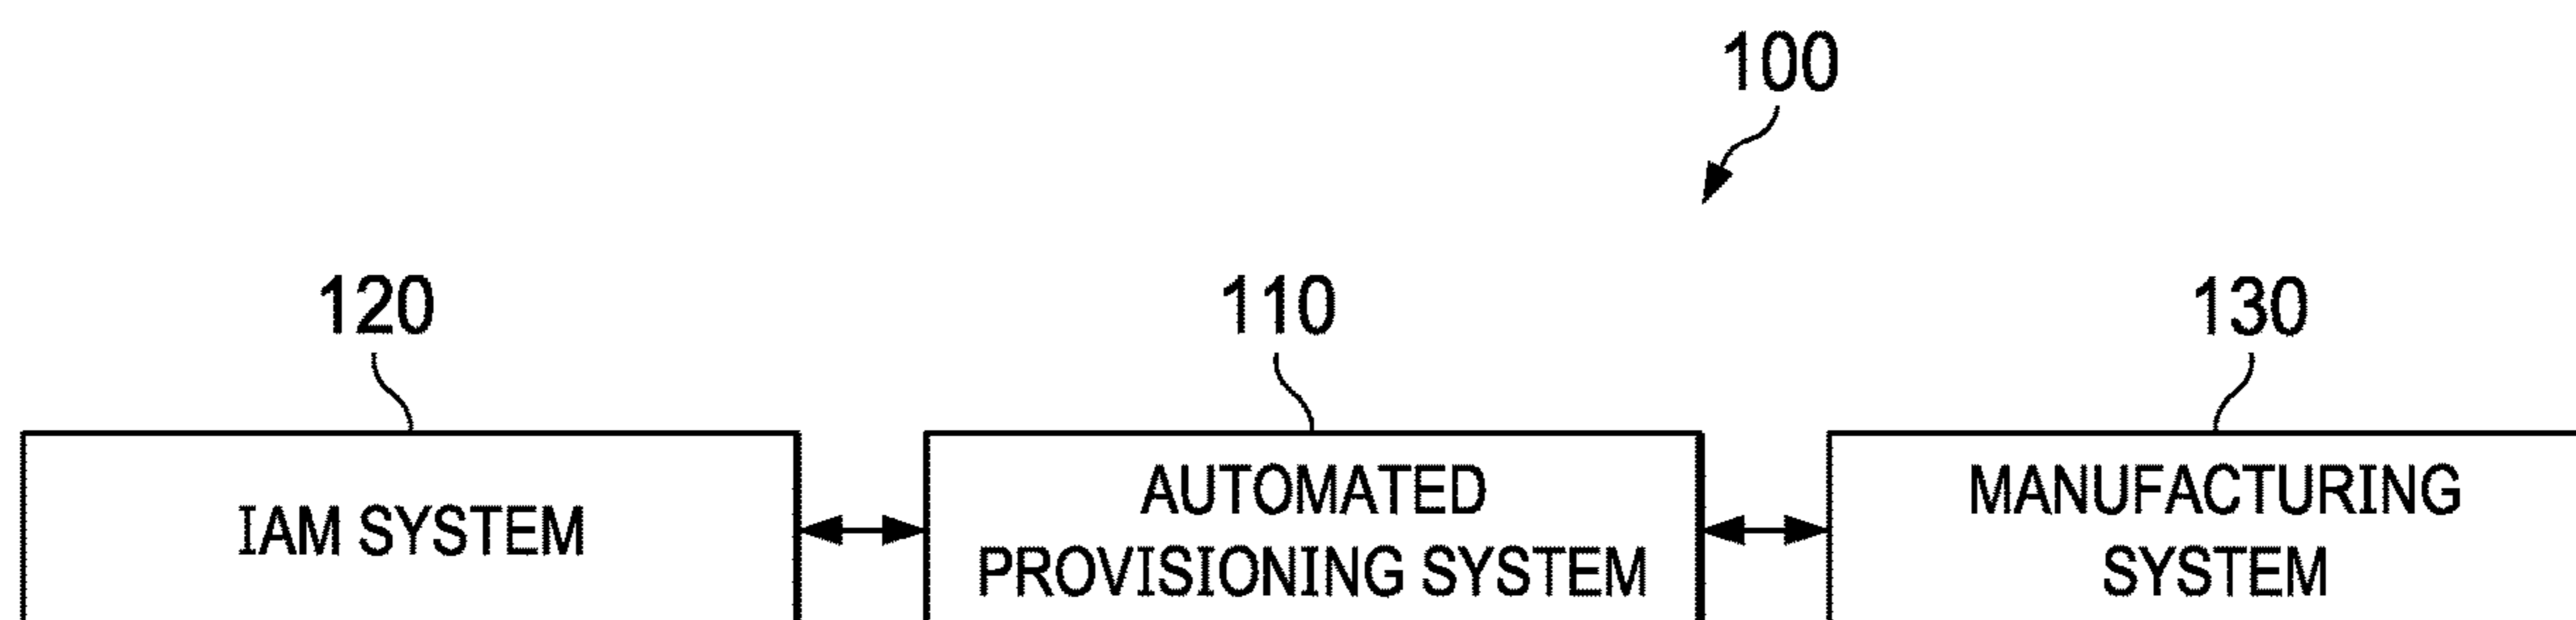 100
120
110
130
IAM SYSTEM
AUTOMATED
PROVISIONING SYSTEM
MANUFACTURING
SYSTEM